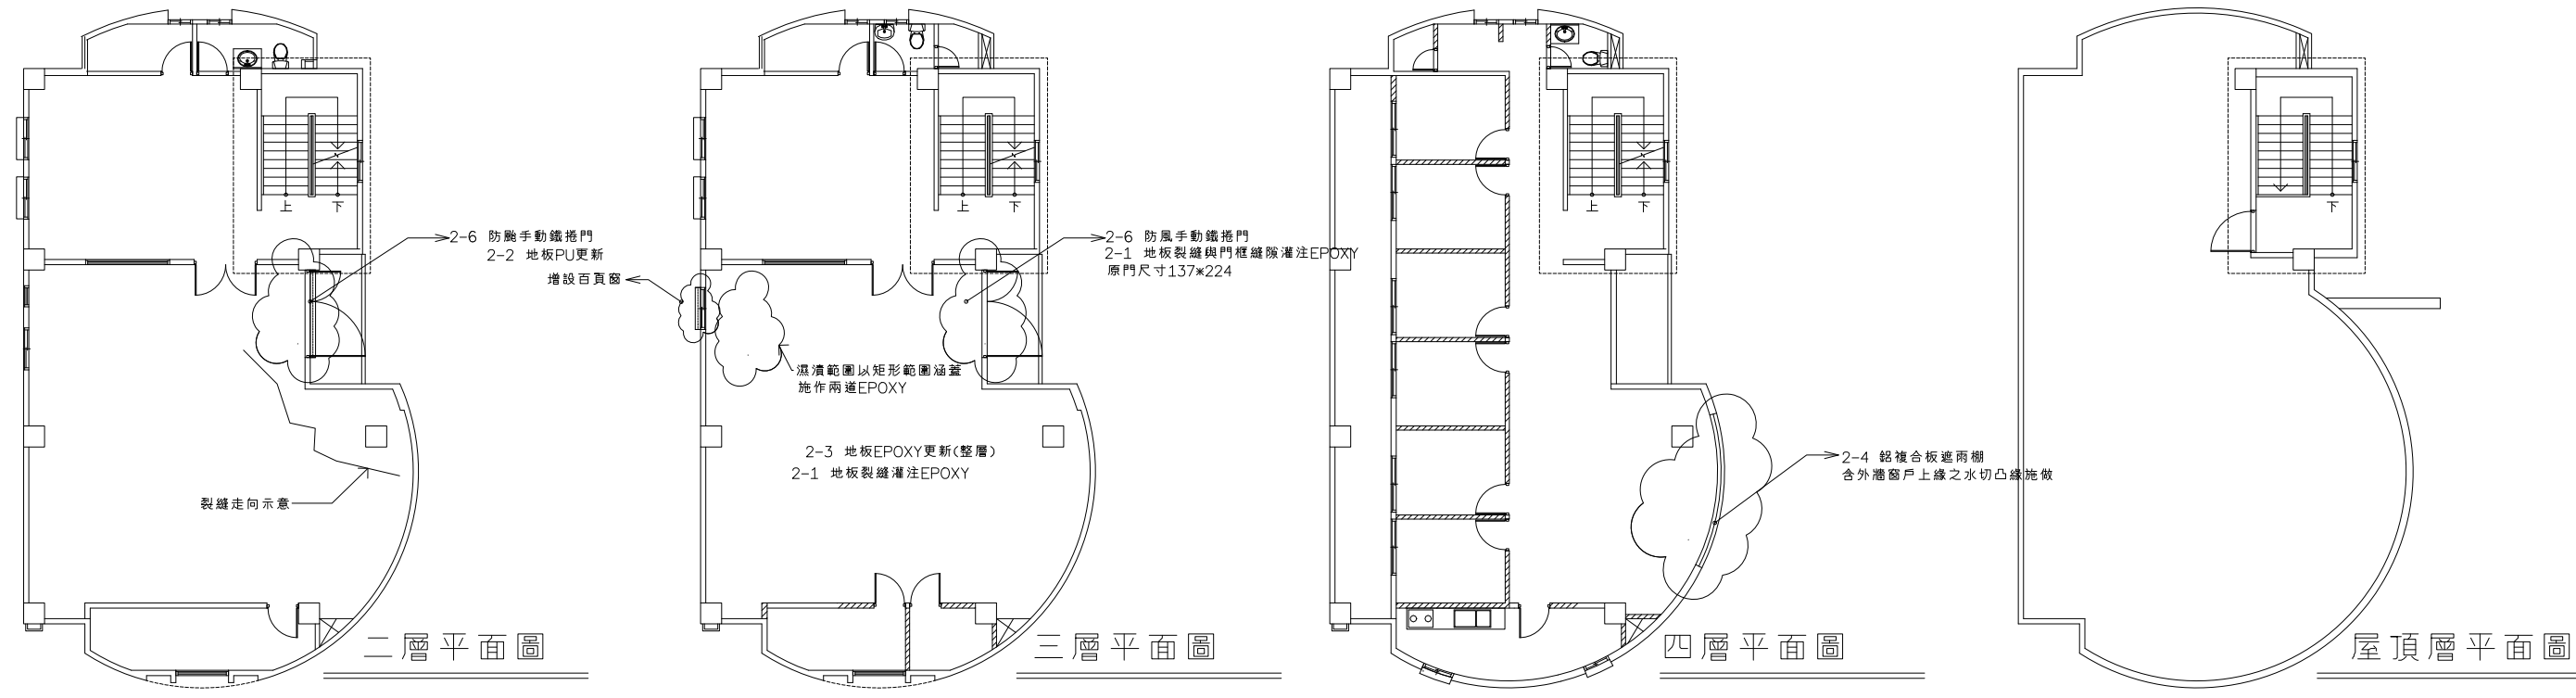 上 下
2-6 防颱手動鐵捲門
2-2 地板PU更新
裂縫走向示意
二層平面圖
上 下
增設百頁窗
2-6 防風手動鐵捲門
2-1 地板裂縫與門框縫隙灌注EPOXY
原門尺寸137*224
濕漬範圍以矩形範圍涵蓋
施作兩道EPOXY
2-3 地板EPOXY更新(整層)
2-1 地板裂縫灌注EPOXY
三層平面圖
上 下
2-4 鋁複合板遮雨棚
含外牆窗戶上緣之水切凸緣施做
四層平面圖
下
屋頂層平面圖